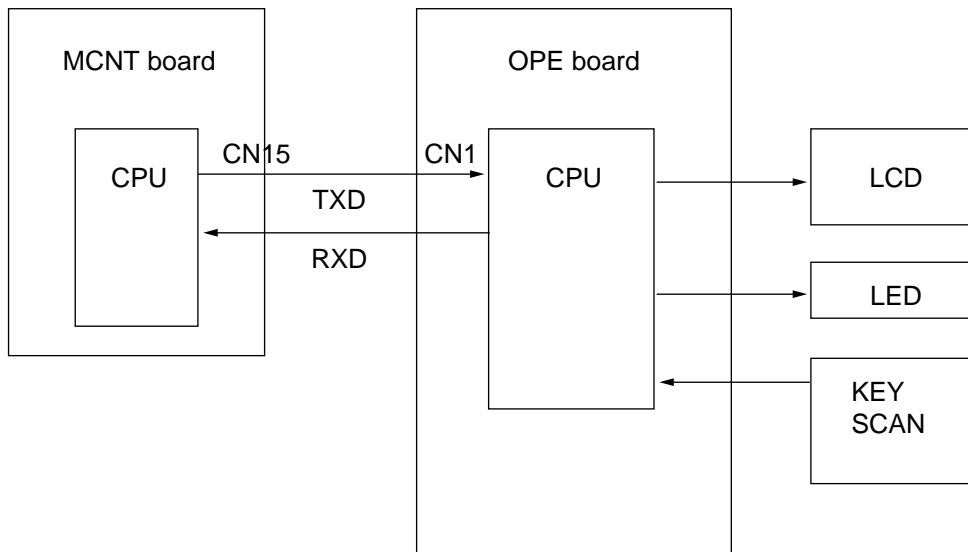 MCNT board
OPE board
CPU
CN15
CN1
TXD
RXD
CPU
LCD
LED
KEY
SCAN